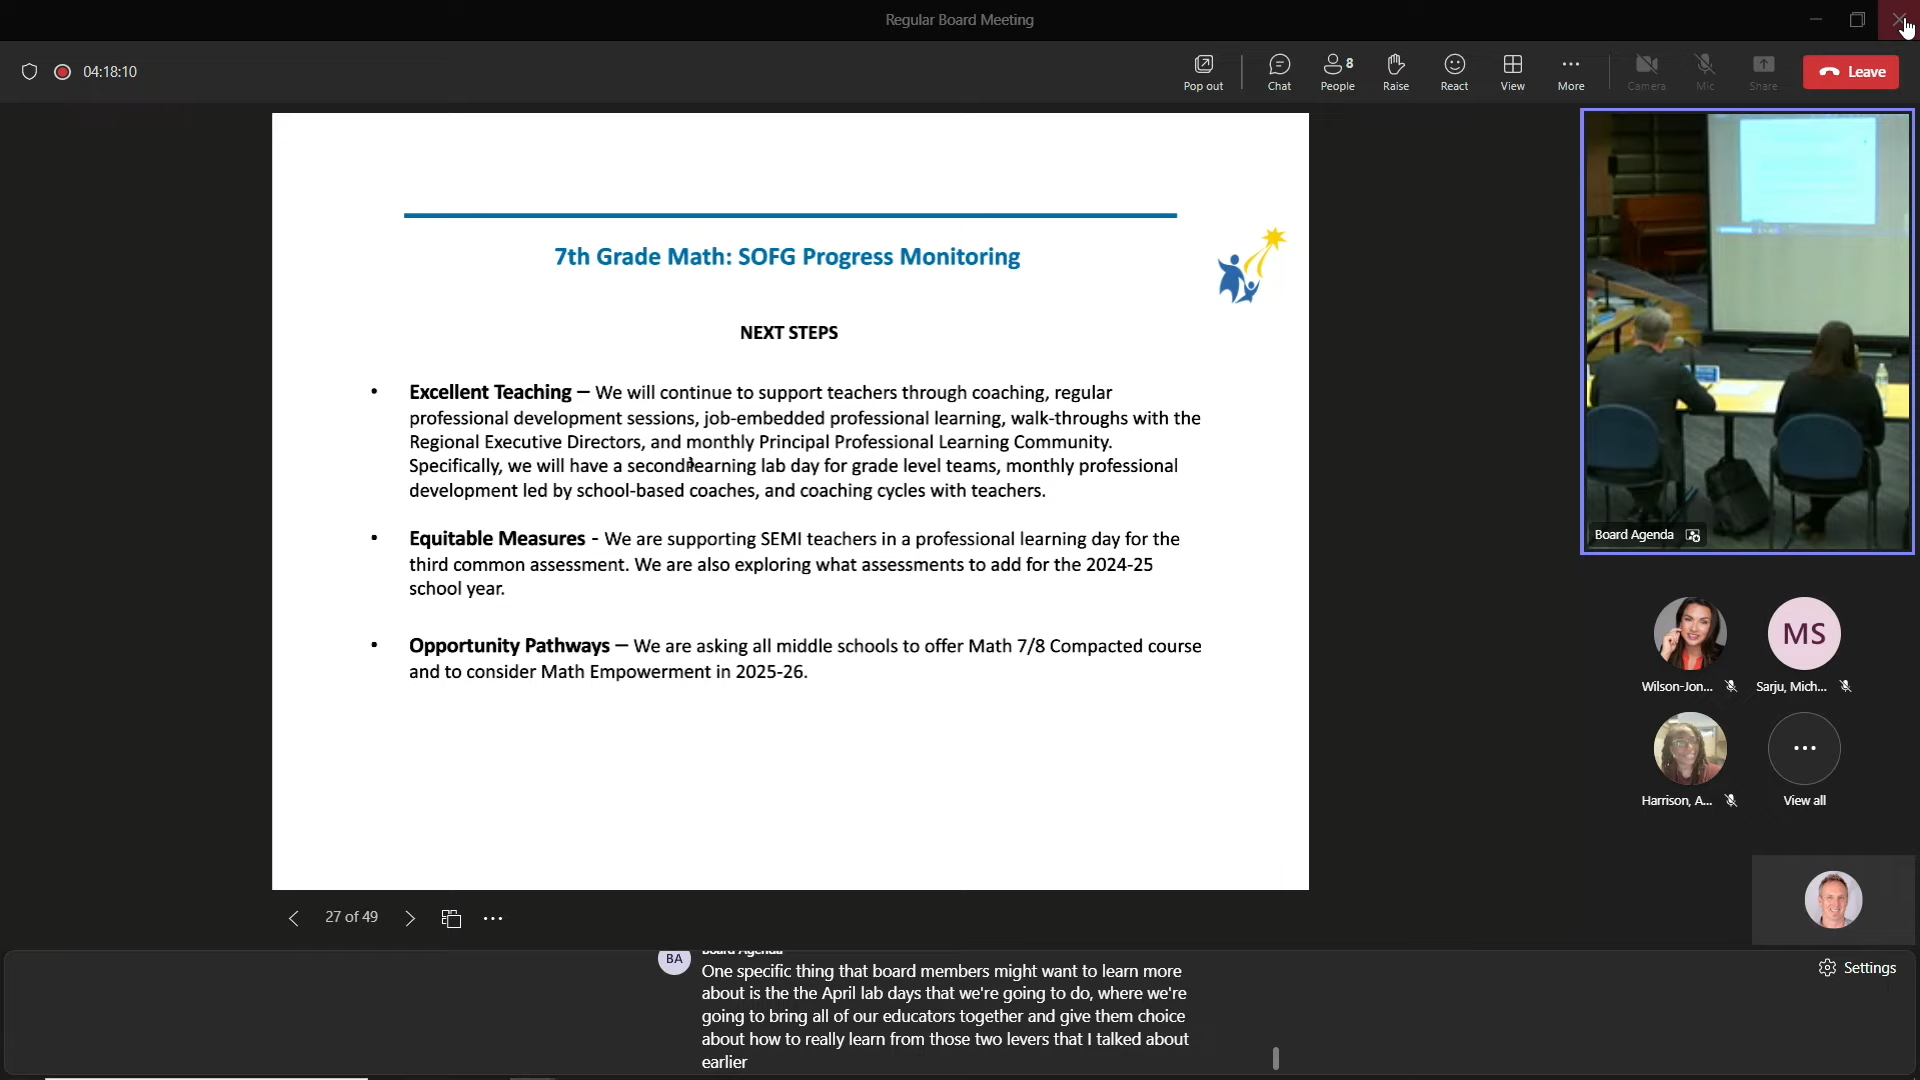 Regular Board Meeting
04:18:10
Pop out
Chat
8
People
Raise
React
View
More
Camera
Mic
Share
Leave
7th Grade Math: SOFG Progress Monitoring
NEXT STEPS
• Excellent Teaching – We will continue to support teachers through coaching, regular
professional development sessions, job-embedded professional learning, walk-throughs with the
Regional Executive Directors, and monthly Principal Professional Learning Community.
Specifically, we will have a second learning lab day for grade level teams, monthly professional
development led by school-based coaches, and coaching cycles with teachers.
• Equitable Measures - We are supporting SEMI teachers in a professional learning day for the
third common assessment. We are also exploring what assessments to add for the 2024-25
school year.
• Opportunity Pathways – We are asking all middle schools to offer Math 7/8 Compacted course
and to consider Math Empowerment in 2025-26.
Board Agenda
MS
Wilson-Jon...
Sarju, Mich...
Harrison, A...
View all
27 of 49
Settings
BA
Board Agenda
One specific thing that board members might want to learn more
about is the the April lab days that we're going to do, where we're
going to bring all of our educators together and give them choice
about how to really learn from those two levers that I talked about
earlier